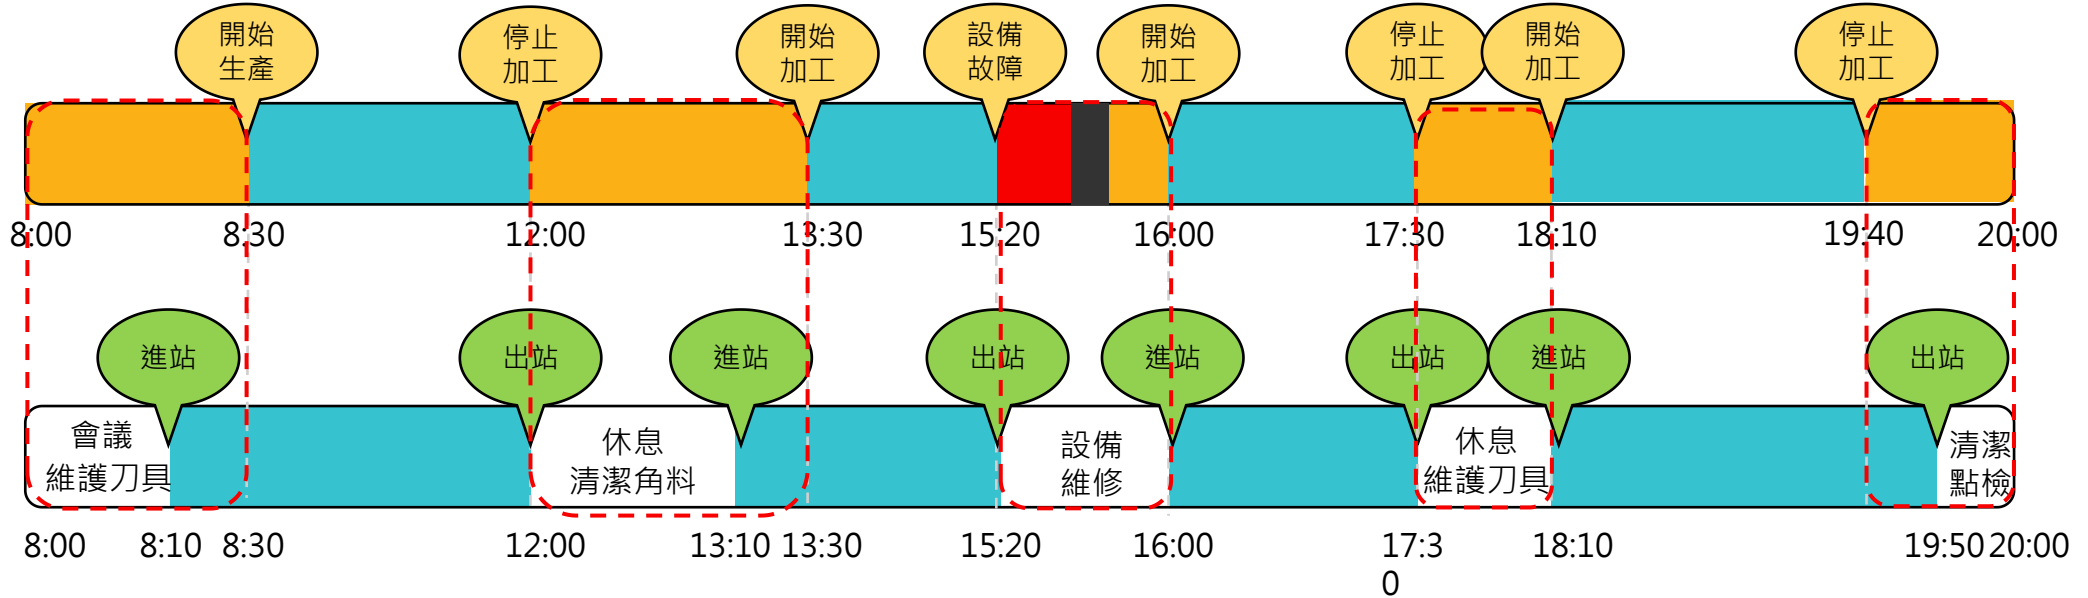 開始
生產
停止
加工
開始
加工
設備
故障
開始
加工
停止
加工
開始
加工
停止
加工
8:00
8:30
12:00
13:30
15:20
16:00
17:30
18:10
19:40
20:00
進站
出站
進站
出站
進站
出站
進站
出站
會議
維護刀具
休息
清潔角料
設備
維修
休息
維護刀具
清潔
點檢
8:00
8:10
8:30
12:00
13:10
13:30
15:20
16:00
17:3
0
18:10
19:50
20:00